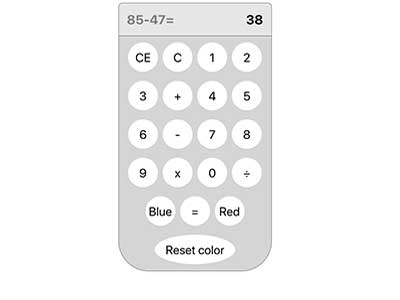 85-47= 38
CE C 1 2
3 + 4 5
6 - 7 8
9 x 0 ÷
Blue = Red
Reset color